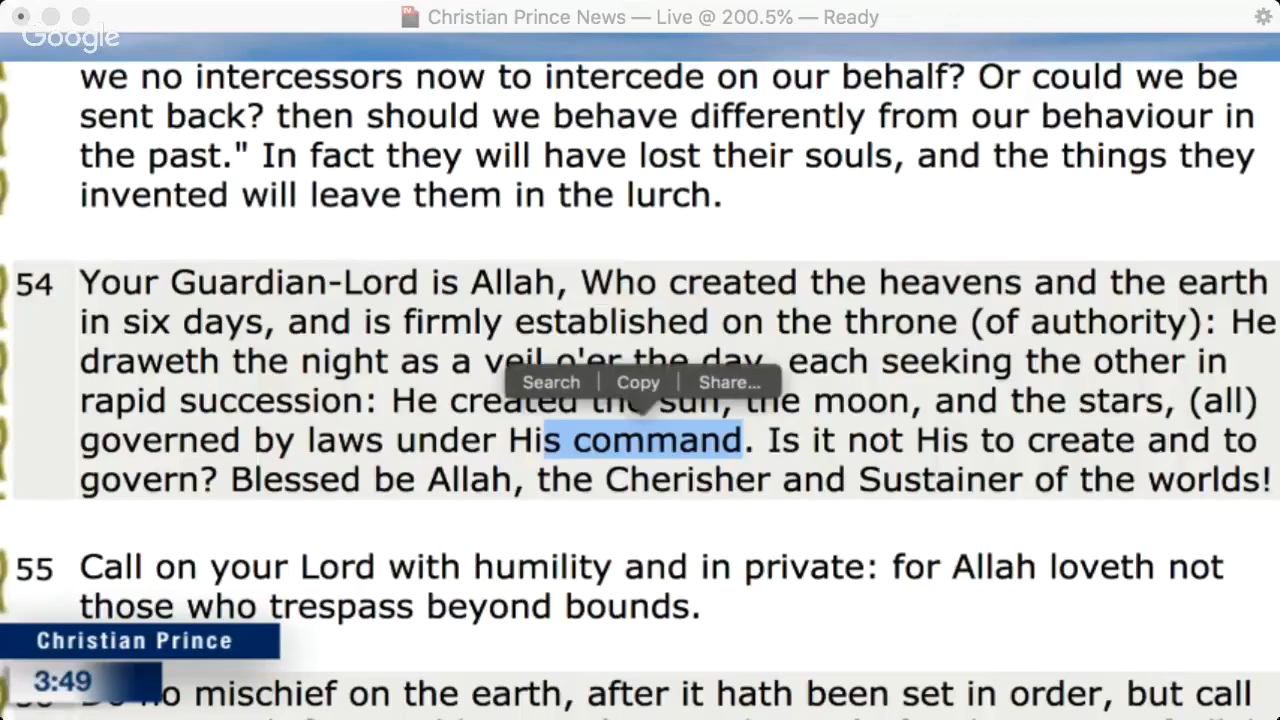 Christian Prince News — Live @ 200.5% — Ready
Google
we no intercessors now to intercede on our behalf? Or could we be
sent back? then should we behave differently from our behaviour in
the past." In fact they will have lost their souls, and the things they
invented will leave them in the lurch.
54 Your Guardian-Lord is Allah, Who created the heavens and the earth
in six days, and is firmly established on the throne (of authority): He
draweth the night as a veil o'er the day, each seeking the other in
Search Copy Share...
rapid succession: He created the sun, the moon, and the stars, (all)
governed by laws under His command. Is it not His to create and to
govern? Blessed be Allah, the Cherisher and Sustainer of the worlds!
55 Call on your Lord with humility and in private: for Allah loveth not
those who trespass beyond bounds.
Christian Prince
3:49
mischief on the earth, after it hath been set in order, but call